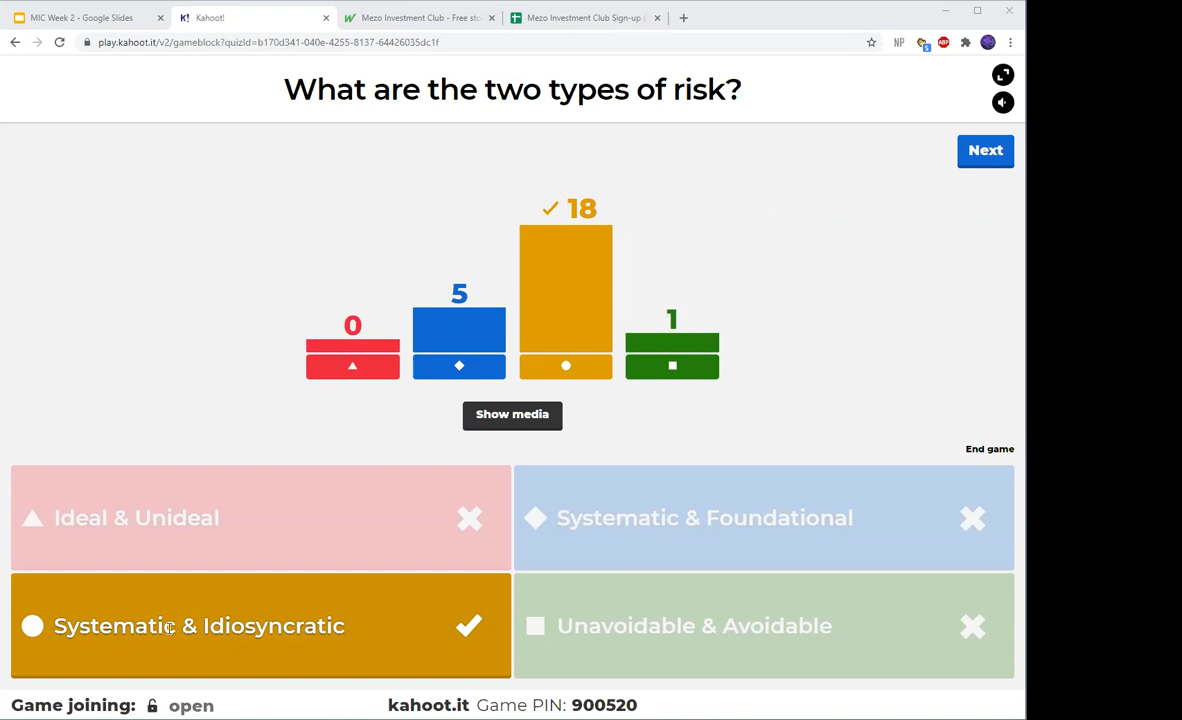 MIC Week 2 - Google Slides
K! Kahoot!
Mezo Investment Club - Free sto
Mezo Investment Club Sign-up (
play.kahoot.it/v2/gameblock?quizId=b170d341-040e-4255-8137-64426035dc1f
NP
5
ABP
What are the two types of risk?
Next
18
5
0
1
Show media
End game
Ideal & Unideal
Systematic & Foundational
Systematic & Idiosyncratic
Unavoidable & Avoidable
Game joining: open
kahoot.it Game PIN: 900520